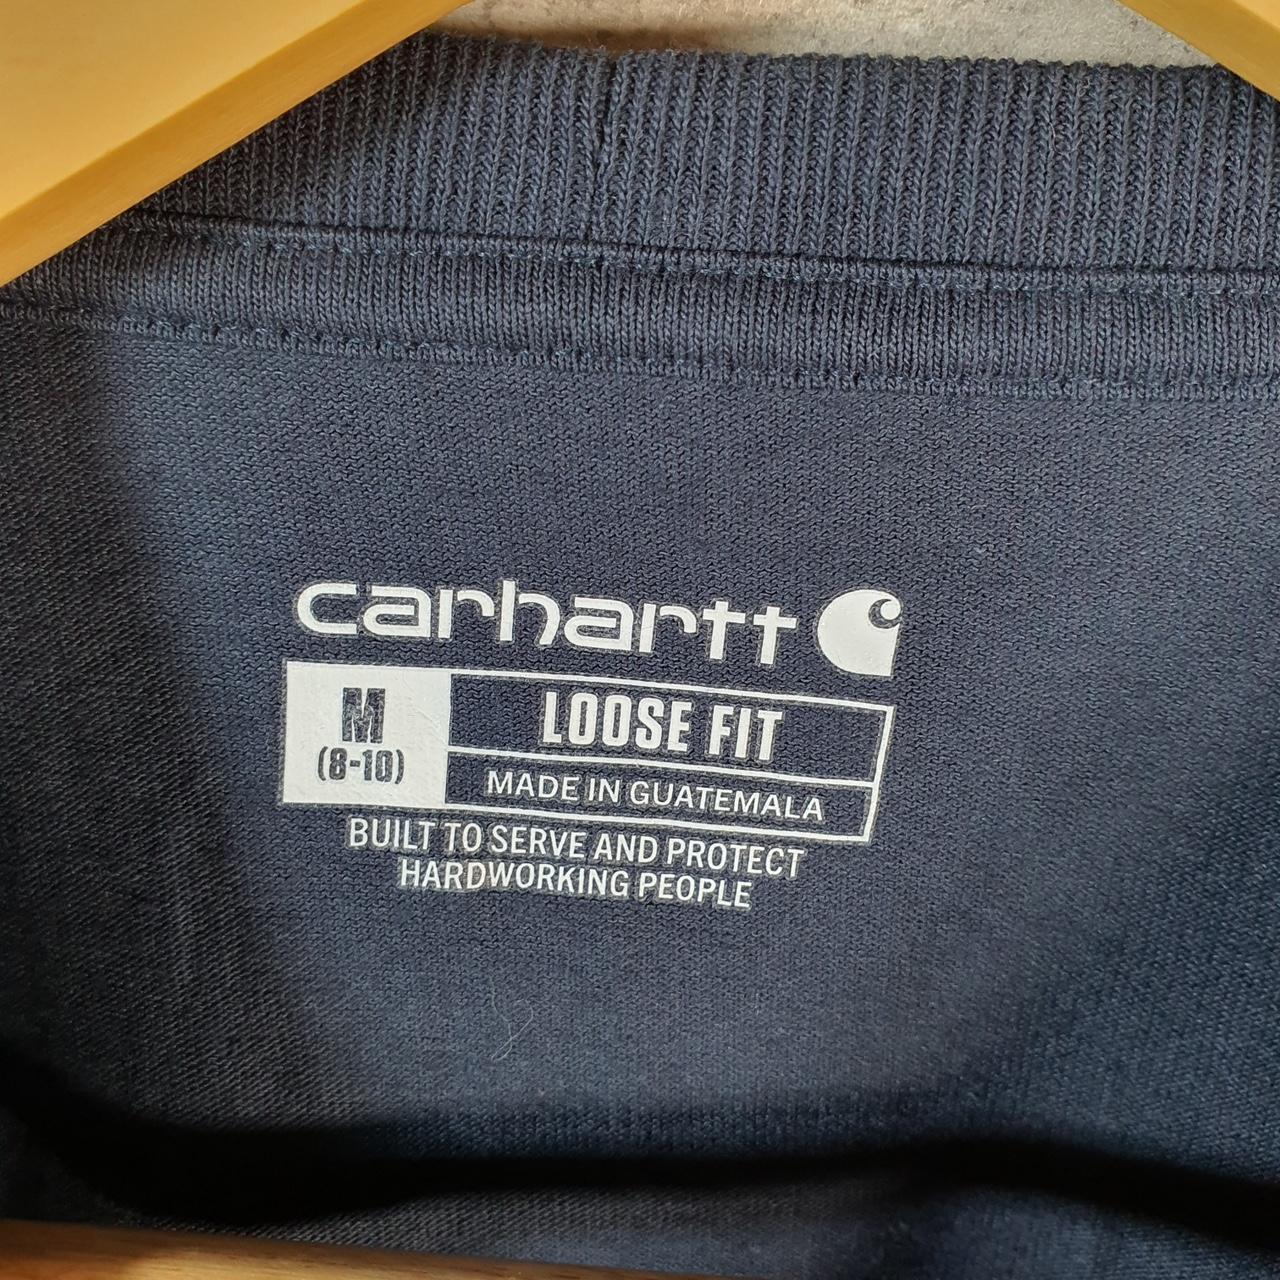 carhartt
M
(8-10)
LOOSE FIT
MADE IN GUATEMALA
BUILT TO SERVE AND PROTECT
HARDWORKING PEOPLE